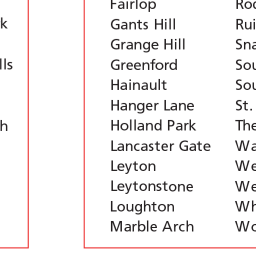 k
lls
h
Fairlop
Gants Hill
Grange Hill
Greenford
Hainault
Hanger Lane
Holland Park
Lancaster Gate
Leyton
Leytonstone
Loughton
Marble Arch
Rui
Sna
Sou
Sou
St.
The
Wa
We
We
Wh
Wo